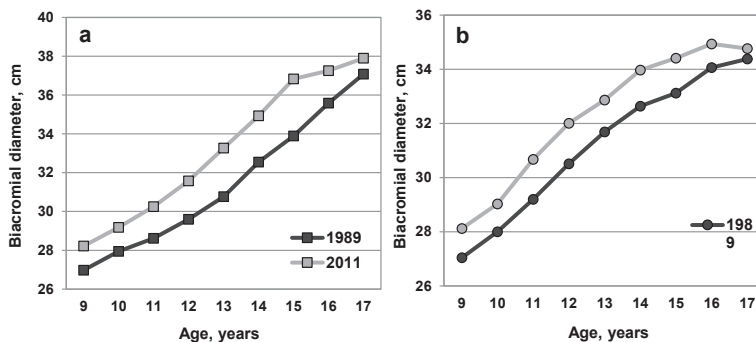 a
Biacromial diameter, cm
40
38
36
34
32
30
28
26
1989
2011
9 10 11 12 13 14 15 16 17
Age, years
b
Biacromial diameter, cm
36
34
32
30
28
26
198
9
9 10 11 12 13 14 15 16 17
Age, years